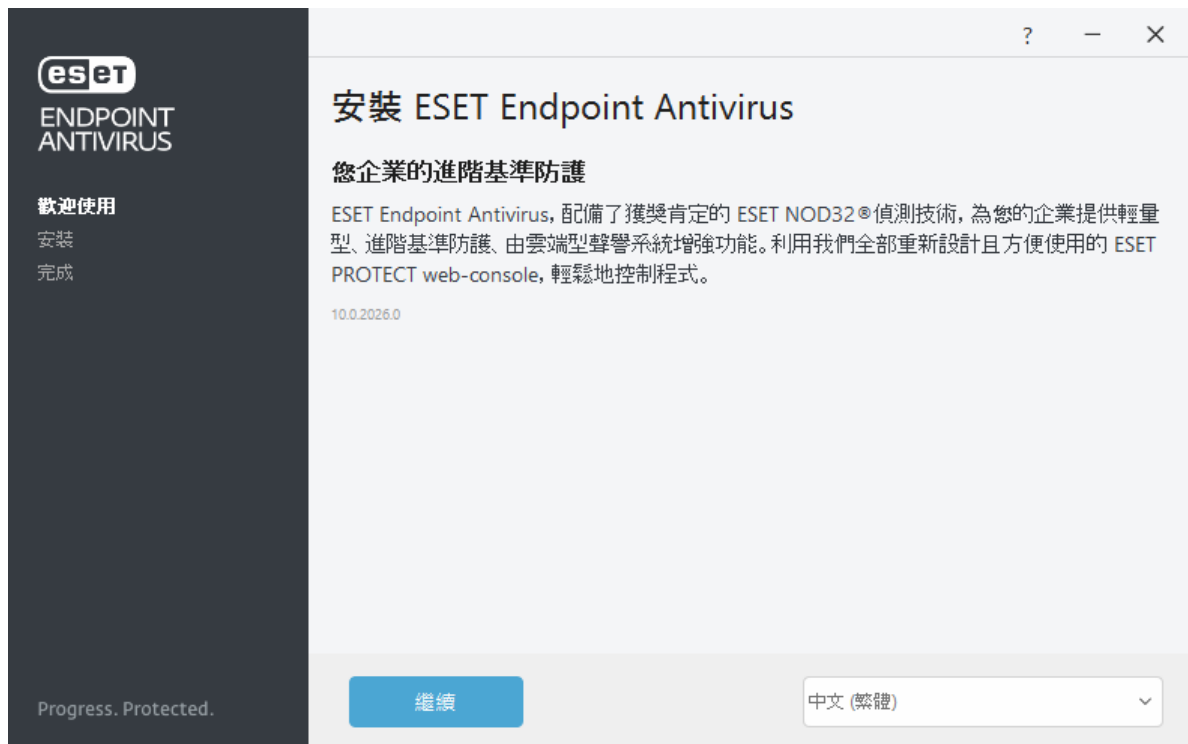 ?
eseT
ENDPOINT
ANTIVIRUS
歡迎使用
安裝
完成
Progress. Protected.
安裝 ESET Endpoint Antivirus
您企業的進階基準防護
ESET Endpoint Antivirus，配備了獲獎肯定的 ESET NOD32®偵測技術，為您的企業提供輕量
型、進階基準防護、由雲端型聲譽系統增強功能。利用我們全部重新設計且方便使用的 ESET
PROTECT web-console，輕鬆地控制程式。
10.0.2026.0
繼續
中文 (繁體)